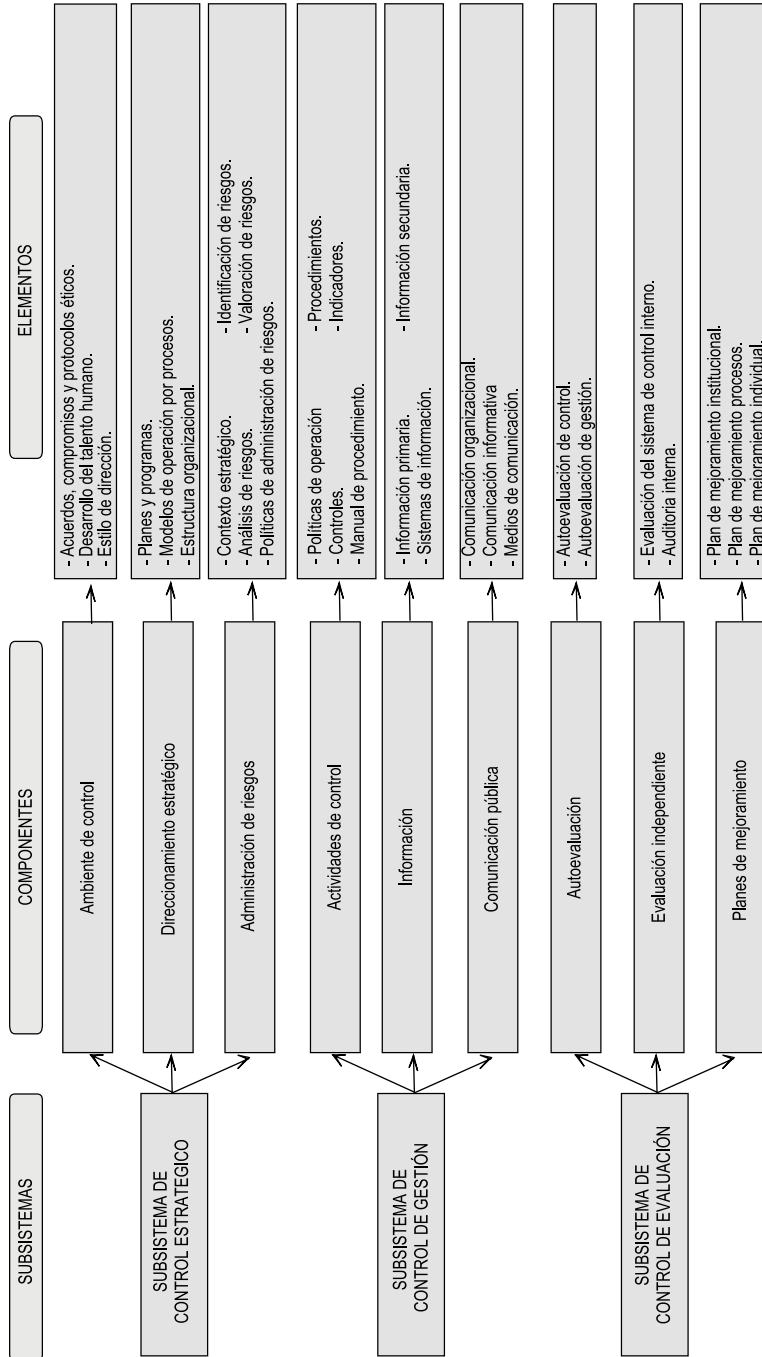 SUBSISTEMAS
COMPONENTES
ELEMENTOS
SUBSISTEMA DE
CONTROL ESTRATEGICO
Ambiente de control
- Acuerdos, compromisos y protocolos éticos.
- Desarrollo del talento humano.
- Estilo de dirección.
Direccionamiento estratégico
- Planes y programas.
- Modelos de operación por procesos.
- Estructura organizacional.
Administración de riesgos
- Contexto estratégico. - Identificación de riesgos.
- Análisis de riesgos. - Valoración de riesgos.
- Políticas de administración de riesgos.
SUBSISTEMA DE
CONTROL DE GESTIÓN
Actividades de control
- Políticas de operación - Procedimientos.
- Controles. - Indicadores.
- Manual de procedimiento.
Información
- Información primaria. - Información secundaria.
- Sistemas de información.
Comunicación pública
- Comunicación organizacional.
- Comunicación informativa
- Medios de comunicación.
SUBSISTEMA DE
CONTROL DE EVALUACIÓN
Autoevaluación
- Autoevaluación de control.
- Autoevaluación de gestión.
Evaluación independiente
- Evaluación del sistema de control interno.
- Auditoria interna.
Planes de mejoramiento
- Plan de mejoramiento institucional.
- Plan de mejoramiento procesos.
- Plan de mejoramiento individual.